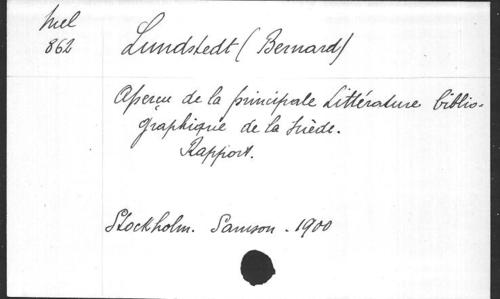 Mel
862
Lundstedt (Bernard)
Aperçu de la principale Littérature biblio-
graphique de la Suède.
Rapport.
Stockholm. Samson. 1900